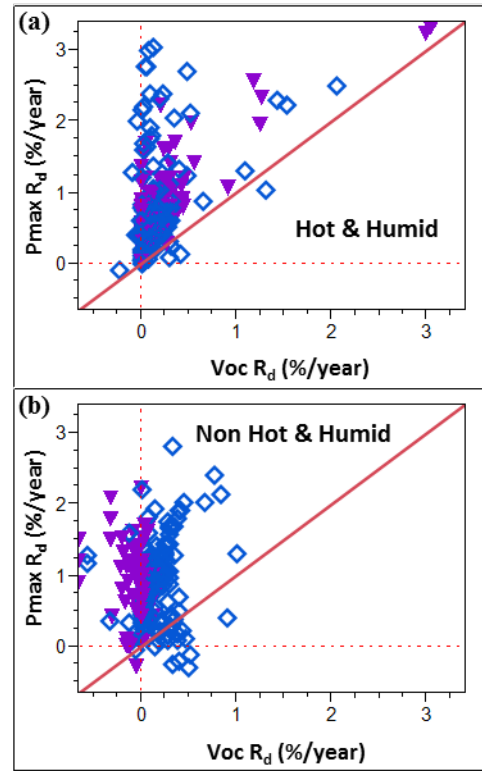 (a)
3
2
1
0
Pmax Rd (%/year)
Hot & Humid
0 1 2 3
Voc Rd (%/year)
(b)
Non Hot & Humid
3
2
1
0
Pmax Rd (%/year)
0 1 2 3
Voc Rd (%/year)